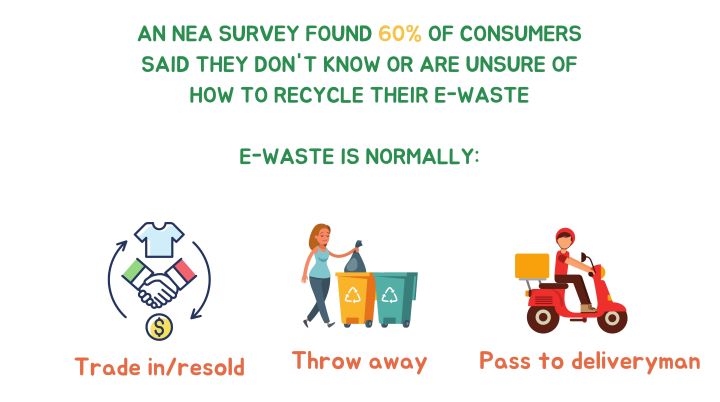 AN NEA SURVEY FOUND 60% OF CONSUMERS
SAID THEY DON'T KNOW OR ARE UNSURE OF
HOW TO RECYCLE THEIR E-WASTE
E-WASTE IS NORMALLY:
$
Trade in/resold
Throw away
Pass to deliveryman